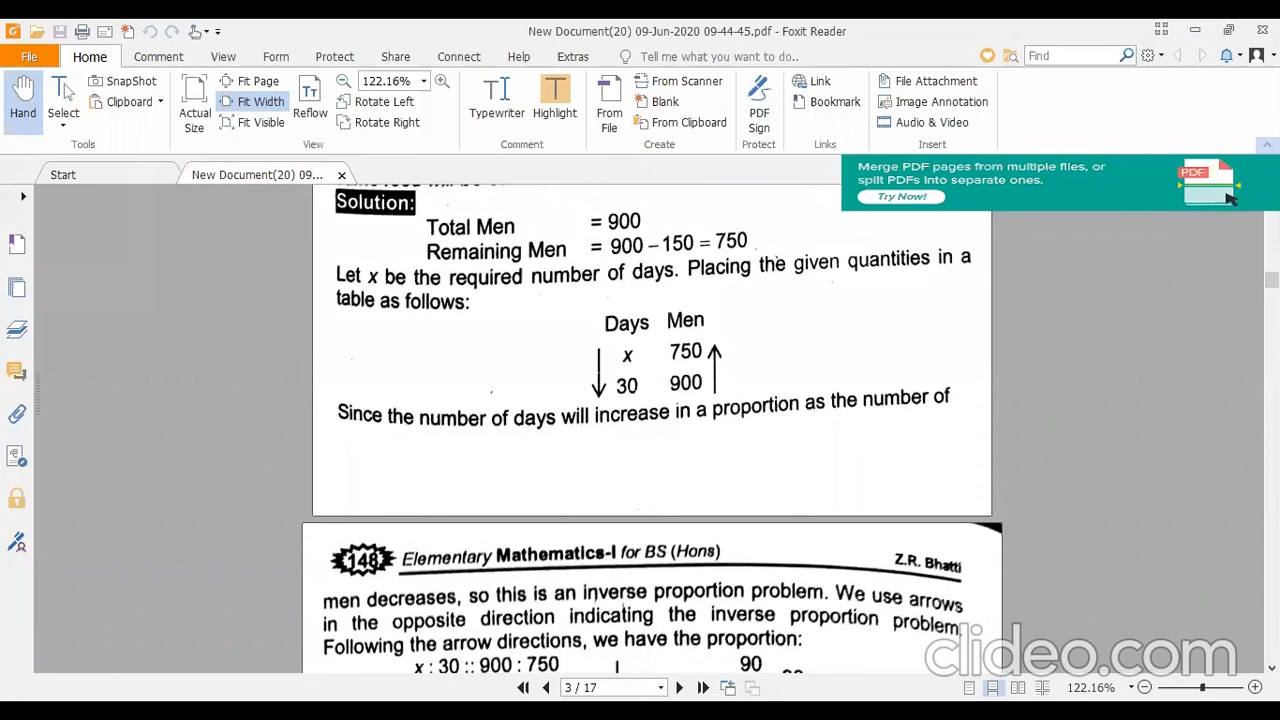 New Document(20) 09-Jun-2020 09-44-45.pdf - Foxit Reader
File Home Comment View Form Protect Share Connect Help Extras Tell me what you want to do.. Find
Hand Select SnapShot Clipboard Actual Size Fit Page Fit Width Fit Visible Reflow 122.16% Rotate Left Rotate Right Typewriter Highlight From File From Scanner Blank From Clipboard PDF Sign Link Bookmark File Attachment Image Annotation Audio & Video
Tools View Comment Create Protect Links Insert
Start New Document(20) 09...
Merge PDF pages from multiple files, or
split PDFs into separate ones.
Try Now!
PDF
Solution:
Total Men = 900
Remaining Men = 900 – 150 = 750
Let x be the required number of days. Placing the given quantities in a
table as follows:
Days Men
x 750
30 900
Since the number of days will increase in a proportion as the number of
148 Elementary Mathematics-I for BS (Hons) Z.R. Bhatti
men decreases, so this is an inverse proportion problem. We use arrows
in the opposite direction indicating the inverse proportion problem.
Following the arrow directions, we have the proportion:
x : 30 :: 900 : 750 90
clideo.com
3 / 17 122.16%